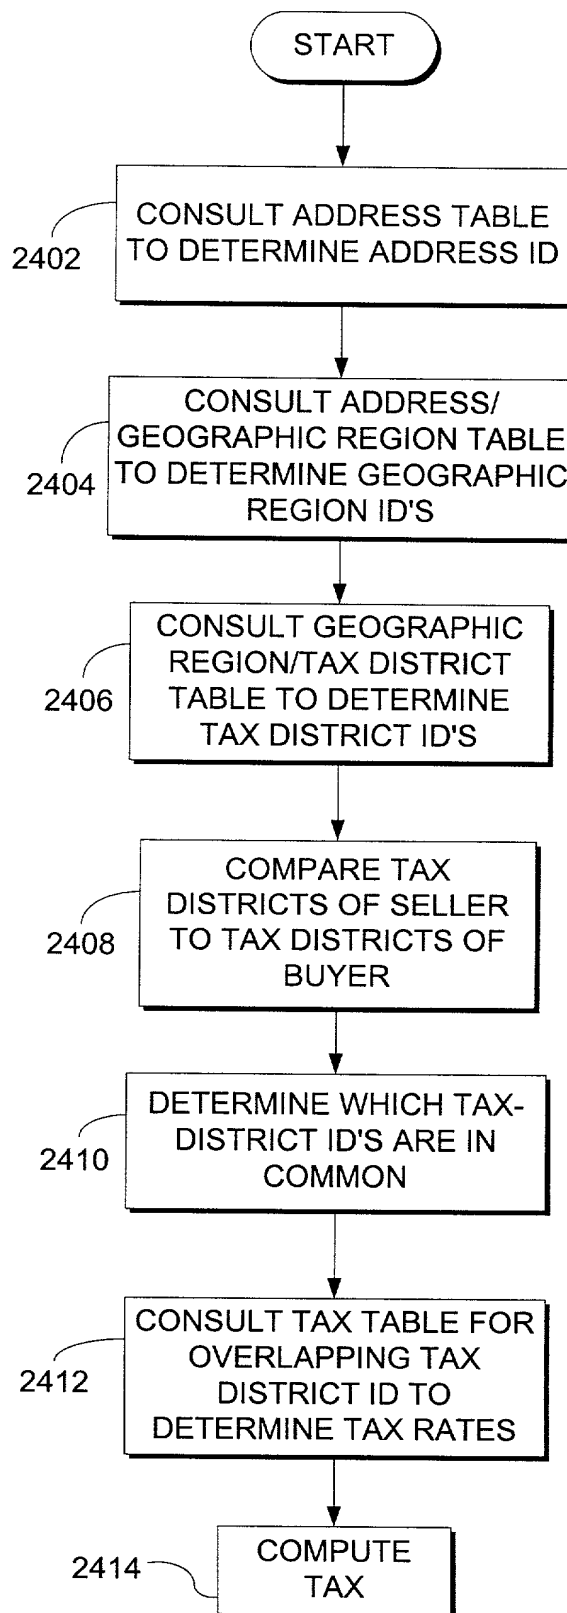 START
CONSULT ADDRESS TABLE
TO DETERMINE ADDRESS ID
2402
CONSULT ADDRESS/
GEOGRAPHIC REGION TABLE
TO DETERMINE GEOGRAPHIC
REGION ID'S
2404
CONSULT GEOGRAPHIC
REGION/TAX DISTRICT
TABLE TO DETERMINE
TAX DISTRICT ID'S
2406
COMPARE TAX
DISTRICTS OF SELLER
TO TAX DISTRICTS OF
BUYER
2408
DETERMINE WHICH TAX-
DISTRICT ID'S ARE IN
COMMON
2410
CONSULT TAX TABLE FOR
OVERLAPPING TAX
DISTRICT ID TO
DETERMINE TAX RATES
2412
COMPUTE
TAX
2414